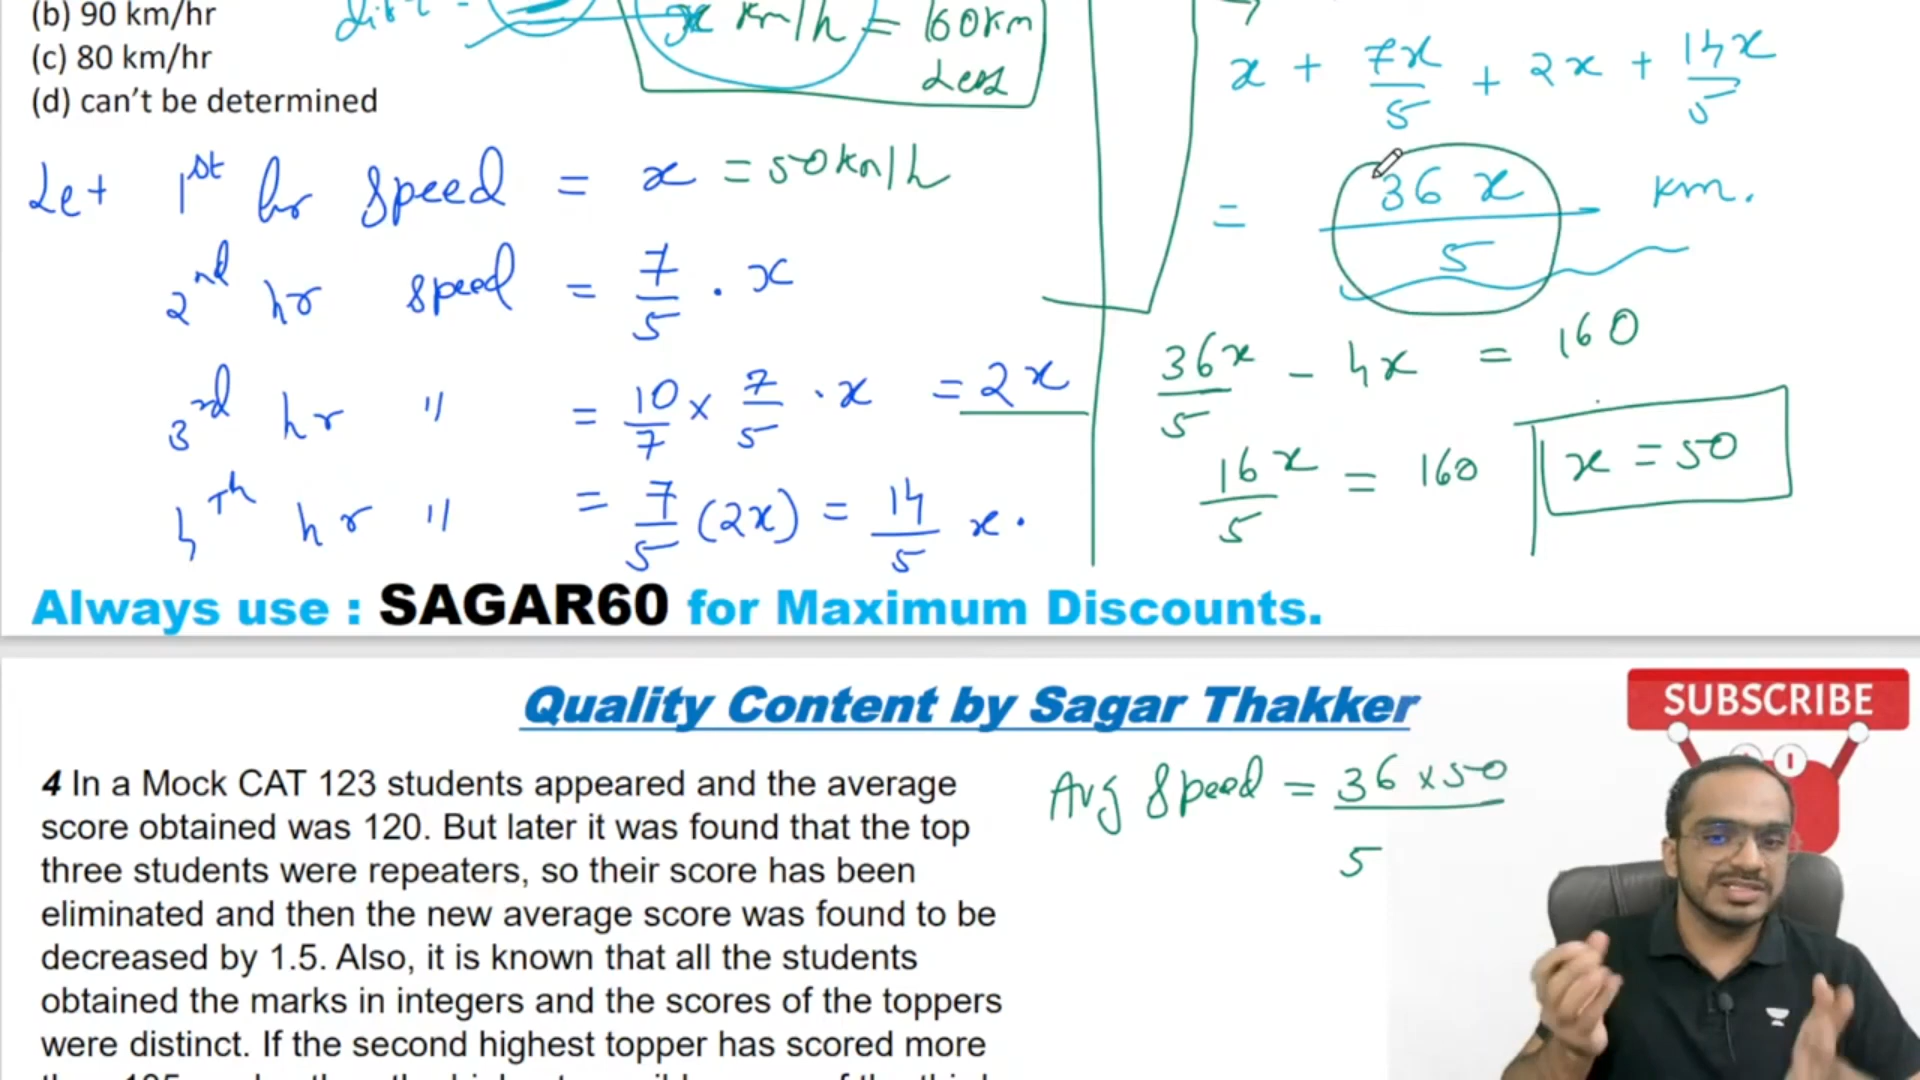 (b) 90 km/hr
(c) 80 km/hr
(d) can't be determined
x km/h = 160km
Less
x + 7x/5 + 2x + 14x/5
= 36 x/5 km.
Let 1st hr speed = x = 50km/h
2nd hr speed = 7/5 . x
3rd hr " = 10/7 x 7/5 . x = 2x
4th hr " = 7/5 (2x) = 14/5 x.
36x/5 - 4x = 160
16x/5 = 160
x = 50
Always use : SAGAR60 for Maximum Discounts.
Quality Content by Sagar Thakker
SUBSCRIBE
4 In a Mock CAT 123 students appeared and the average
score obtained was 120. But later it was found that the top
three students were repeaters, so their score has been
eliminated and then the new average score was found to be
decreased by 1.5. Also, it is known that all the students
obtained the marks in integers and the scores of the toppers
were distinct. If the second highest topper has scored more
Avg Speed = 36 x 50/5